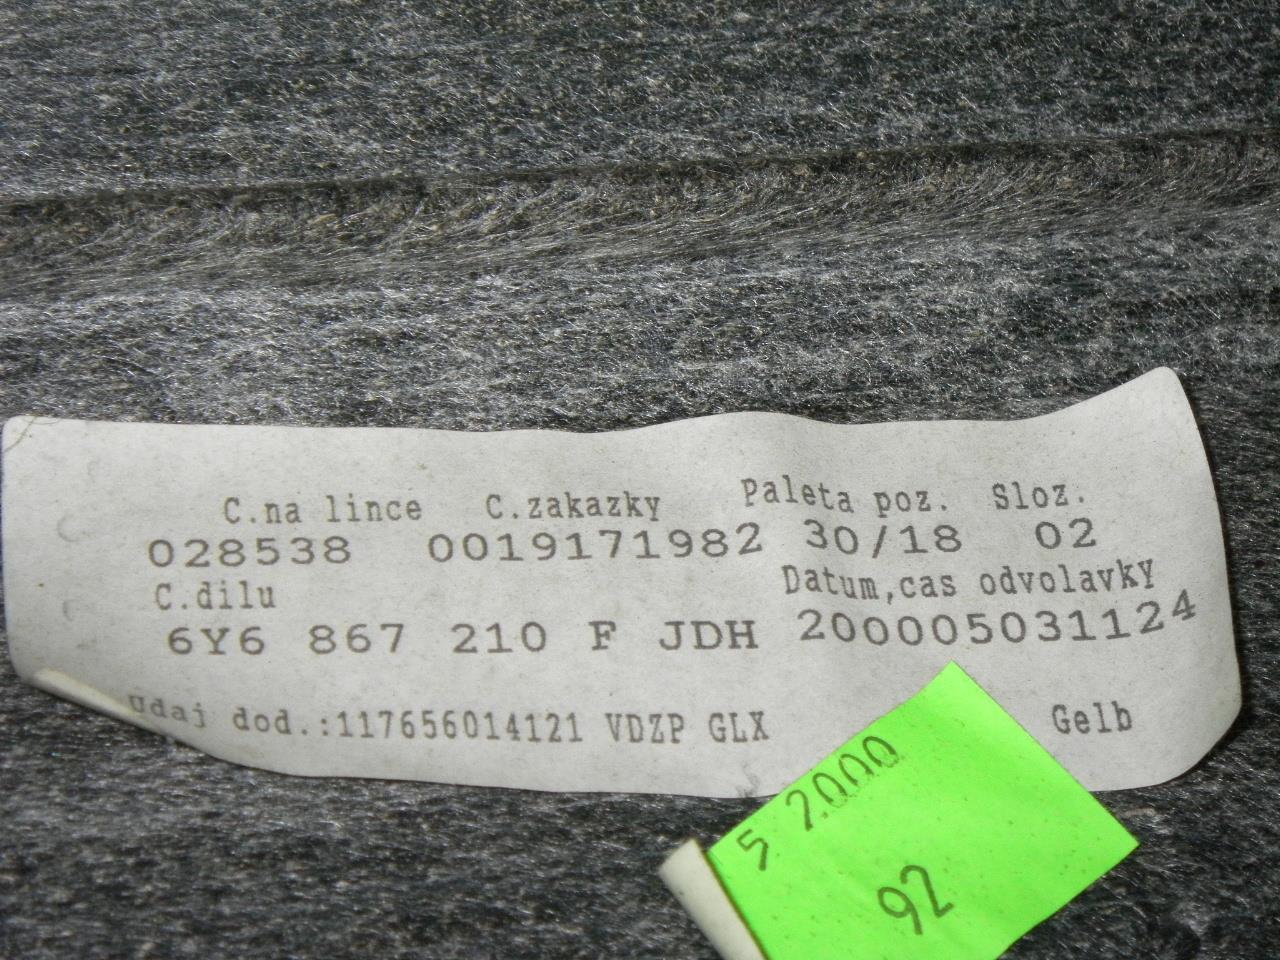 C.na lince C.zakazky Paleta poz. Sloz.
028538 0019171982 30/18 02
C.dilu Datum,cas odvolavky
6Y6 867 210 F JDH 200005031124
Udaj dod.:117656014121 VDZP GLX Gelb
5 2000
92